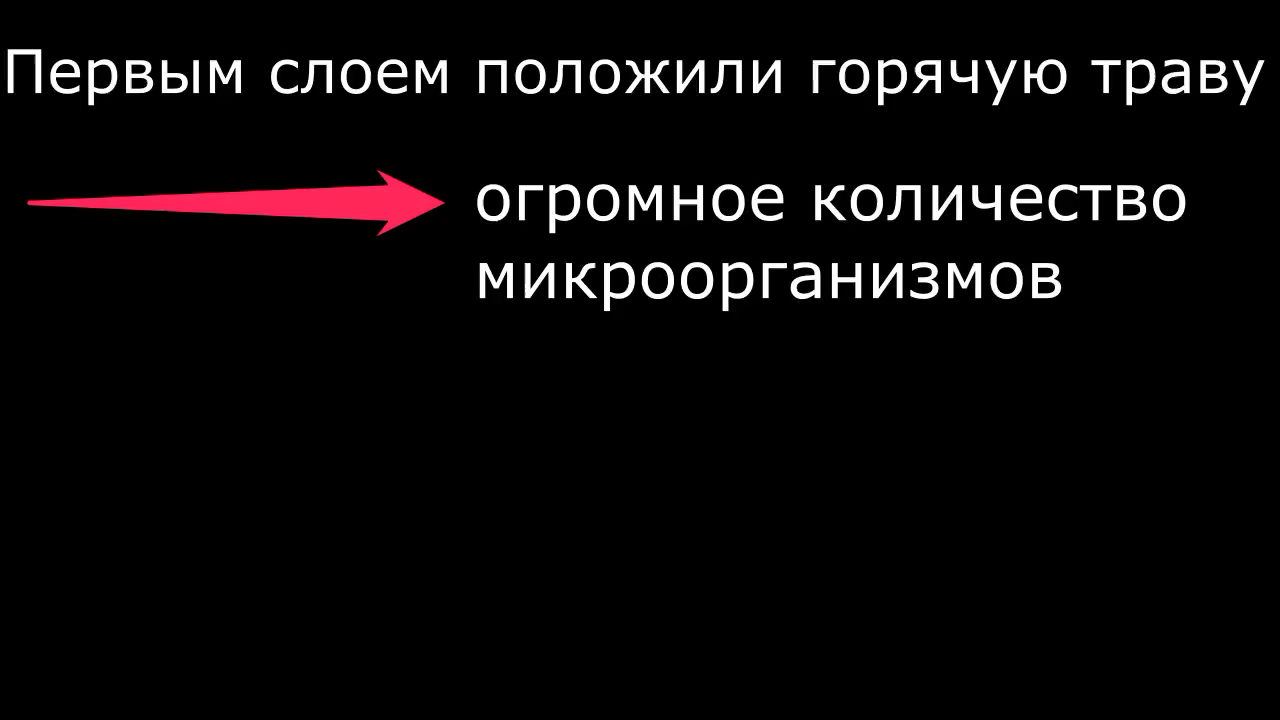 Первым слоем положили горячую траву
огромное количество
микроорганизмов